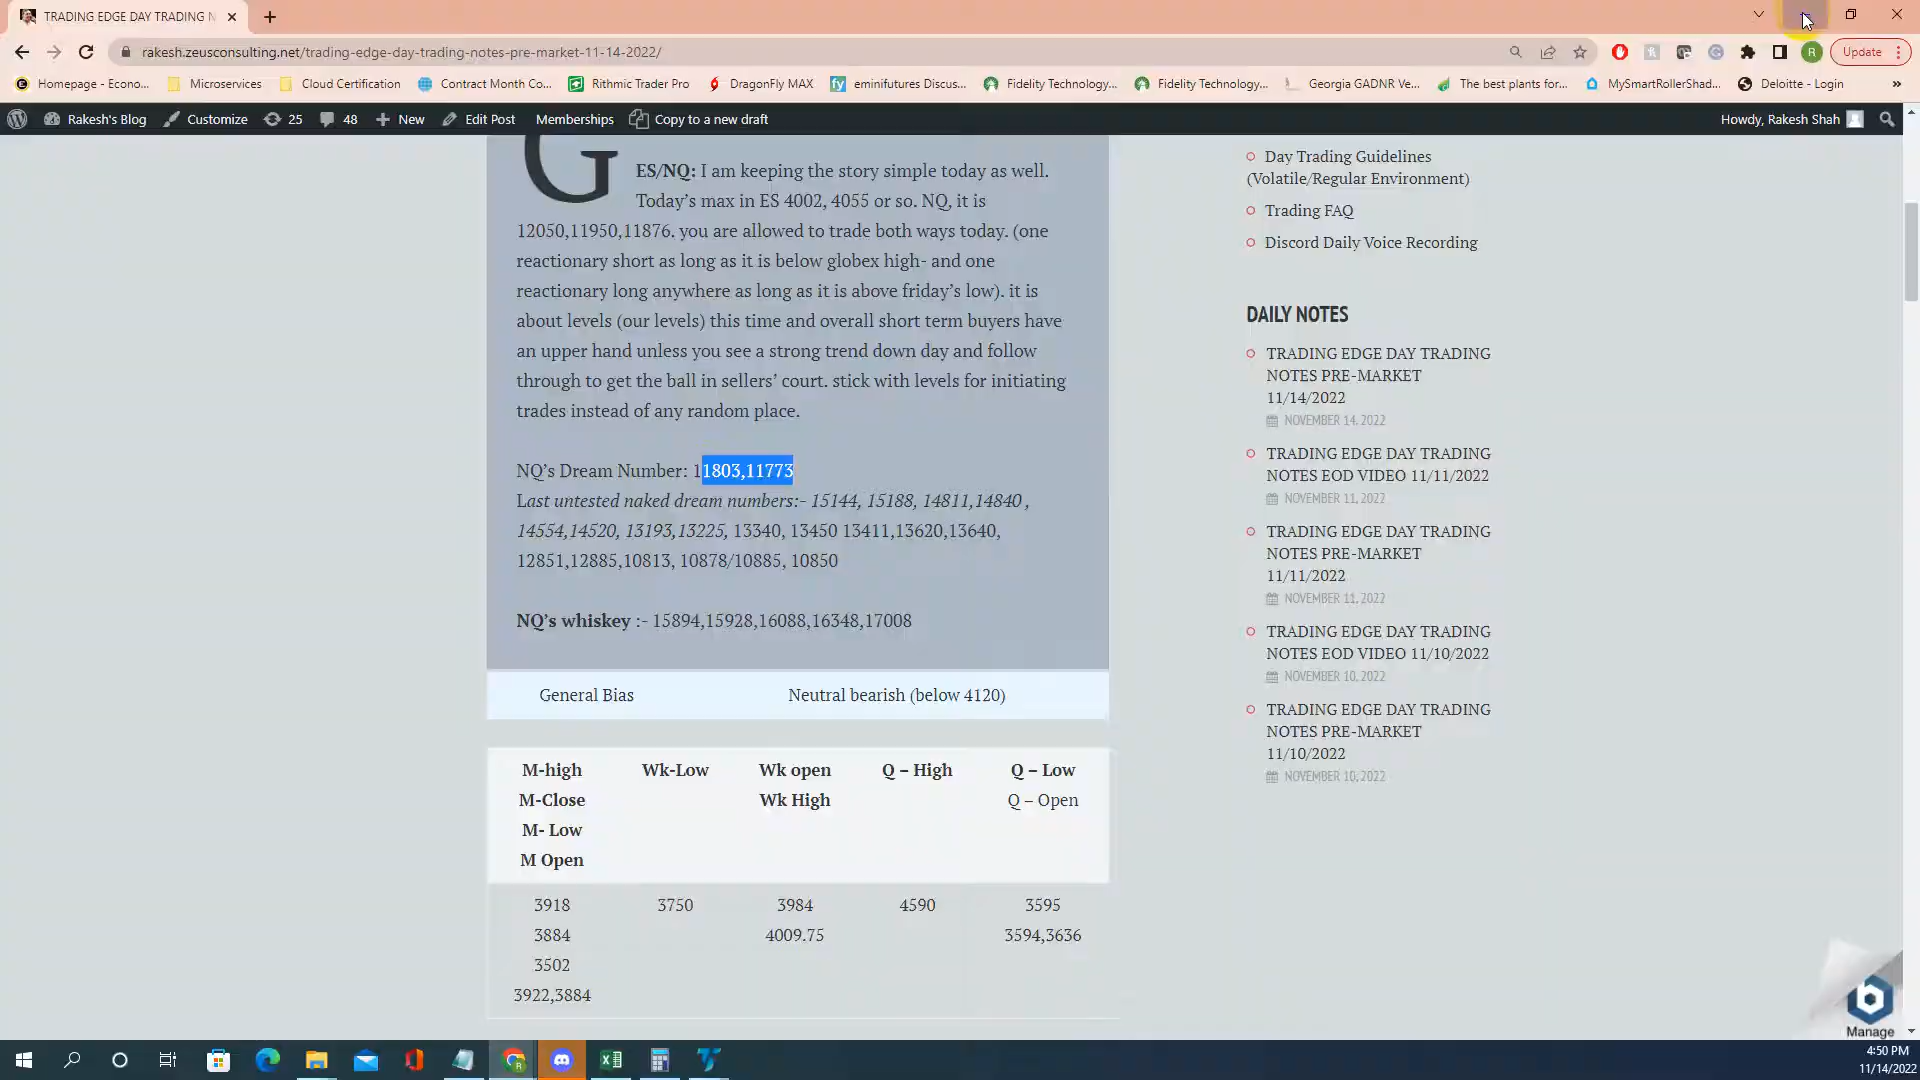 TRADING EDGE DAY TRADING N
rakesh.zeusconsulting.net/trading-edge-day-trading-notes-pre-market-11-14-2022/
R
Update
Homepage - Econo...
Microservices
Cloud Certification
Contract Month Co...
Rithmic Trader Pro
DragonFly MAX
eminifutures Discus...
Fidelity Technology...
Fidelity Technology...
Georgia GADNR Ve...
The best plants for...
MySmartRollerShad...
Deloitte - Login
»
Rakesh's Blog
Customize
25
48
New
Edit Post
Memberships
Copy to a new draft
Howdy, Rakesh Shah
G
ES/NQ: I am keeping the story simple today as well.
Today’s max in ES 4002, 4055 or so. NQ, it is
12050,11950,11876. you are allowed to trade both ways today. (one
reactionary short as long as it is below globex high- and one
reactionary long anywhere as long as it is above friday’s low). it is
about levels (our levels) this time and overall short term buyers have
an upper hand unless you see a strong trend down day and follow
through to get the ball in sellers’ court. stick with levels for initiating
trades instead of any random place.
NQ’s Dream Number: 11803,11773
Last untested naked dream numbers:- 15144, 15188, 14811,14840 ,
14554,14520, 13193,13225, 13340, 13450 13411,13620,13640,
12851,12885,10813, 10878/10885, 10850
NQ’s whiskey :- 15894,15928,16088,16348,17008
General Bias Neutral bearish (below 4120)
M-high Wk-Low Wk open Q – High Q – Low
M-Close Wk High Q – Open
M- Low
M Open
3918 3750 3984 4590 3595
3884 4009.75 3594,3636
3502
3922,3884
Day Trading Guidelines
(Volatile/Regular Environment)
Trading FAQ
Discord Daily Voice Recording
DAILY NOTES
TRADING EDGE DAY TRADING
NOTES PRE-MARKET
11/14/2022
NOVEMBER 14, 2022
TRADING EDGE DAY TRADING
NOTES EOD VIDEO 11/11/2022
NOVEMBER 11, 2022
TRADING EDGE DAY TRADING
NOTES PRE-MARKET
11/11/2022
NOVEMBER 11, 2022
TRADING EDGE DAY TRADING
NOTES EOD VIDEO 11/10/2022
NOVEMBER 10, 2022
TRADING EDGE DAY TRADING
NOTES PRE-MARKET
11/10/2022
NOVEMBER 10, 2022
Manage
4:50 PM
11/14/2022